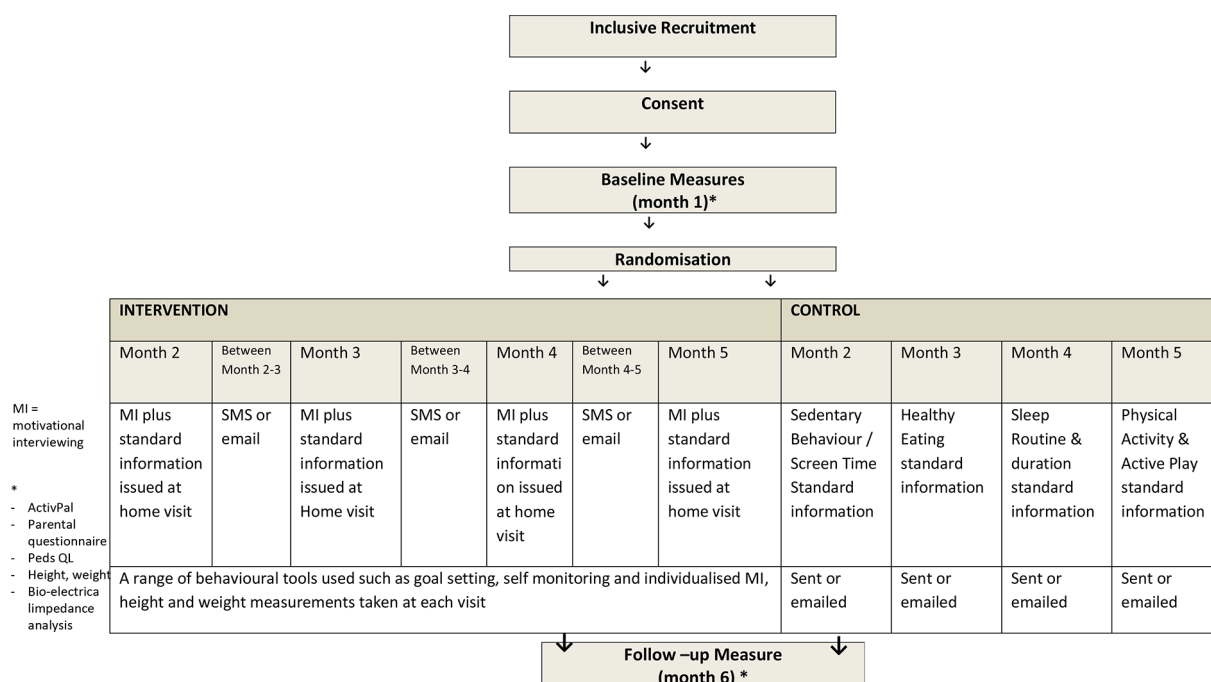 Inclusive Recruitment
↓
Consent
↓
Baseline Measures
(month 1)*
↓
Randomisation
↓ ↓
INTERVENTION
CONTROL
Month 2
Between
Month 2-3
Month 3
Between
Month 3-4
Month 4
Between
Month 4-5
Month 5
Month 2
Month 3
Month 4
Month 5
MI plus
standard
information
issued at
home visit
SMS or
email
MI plus
standard
information
issued at
Home visit
SMS or
email
MI plus
standard
informati
on issued
at home
visit
SMS or
email
MI plus
standard
information
issued at
home visit
Sedentary
Behaviour /
Screen Time
Standard
information
Healthy
Eating
standard
information
Sleep
Routine &
duration
standard
information
Physical
Activity &
Active Play
standard
information
A range of behavioural tools used such as goal setting, self monitoring and individualised MI,
height and weight measurements taken at each visit
Sent or
emailed
Sent or
emailed
Sent or
emailed
Sent or
emailed
MI =
motivational
interviewing
*
- ActivPal
- Parental
questionnaire
- Peds QL
- Height, weight
- Bio-electrica
limpedance
analysis
↓ ↓
Follow –up Measure
(month 6) *